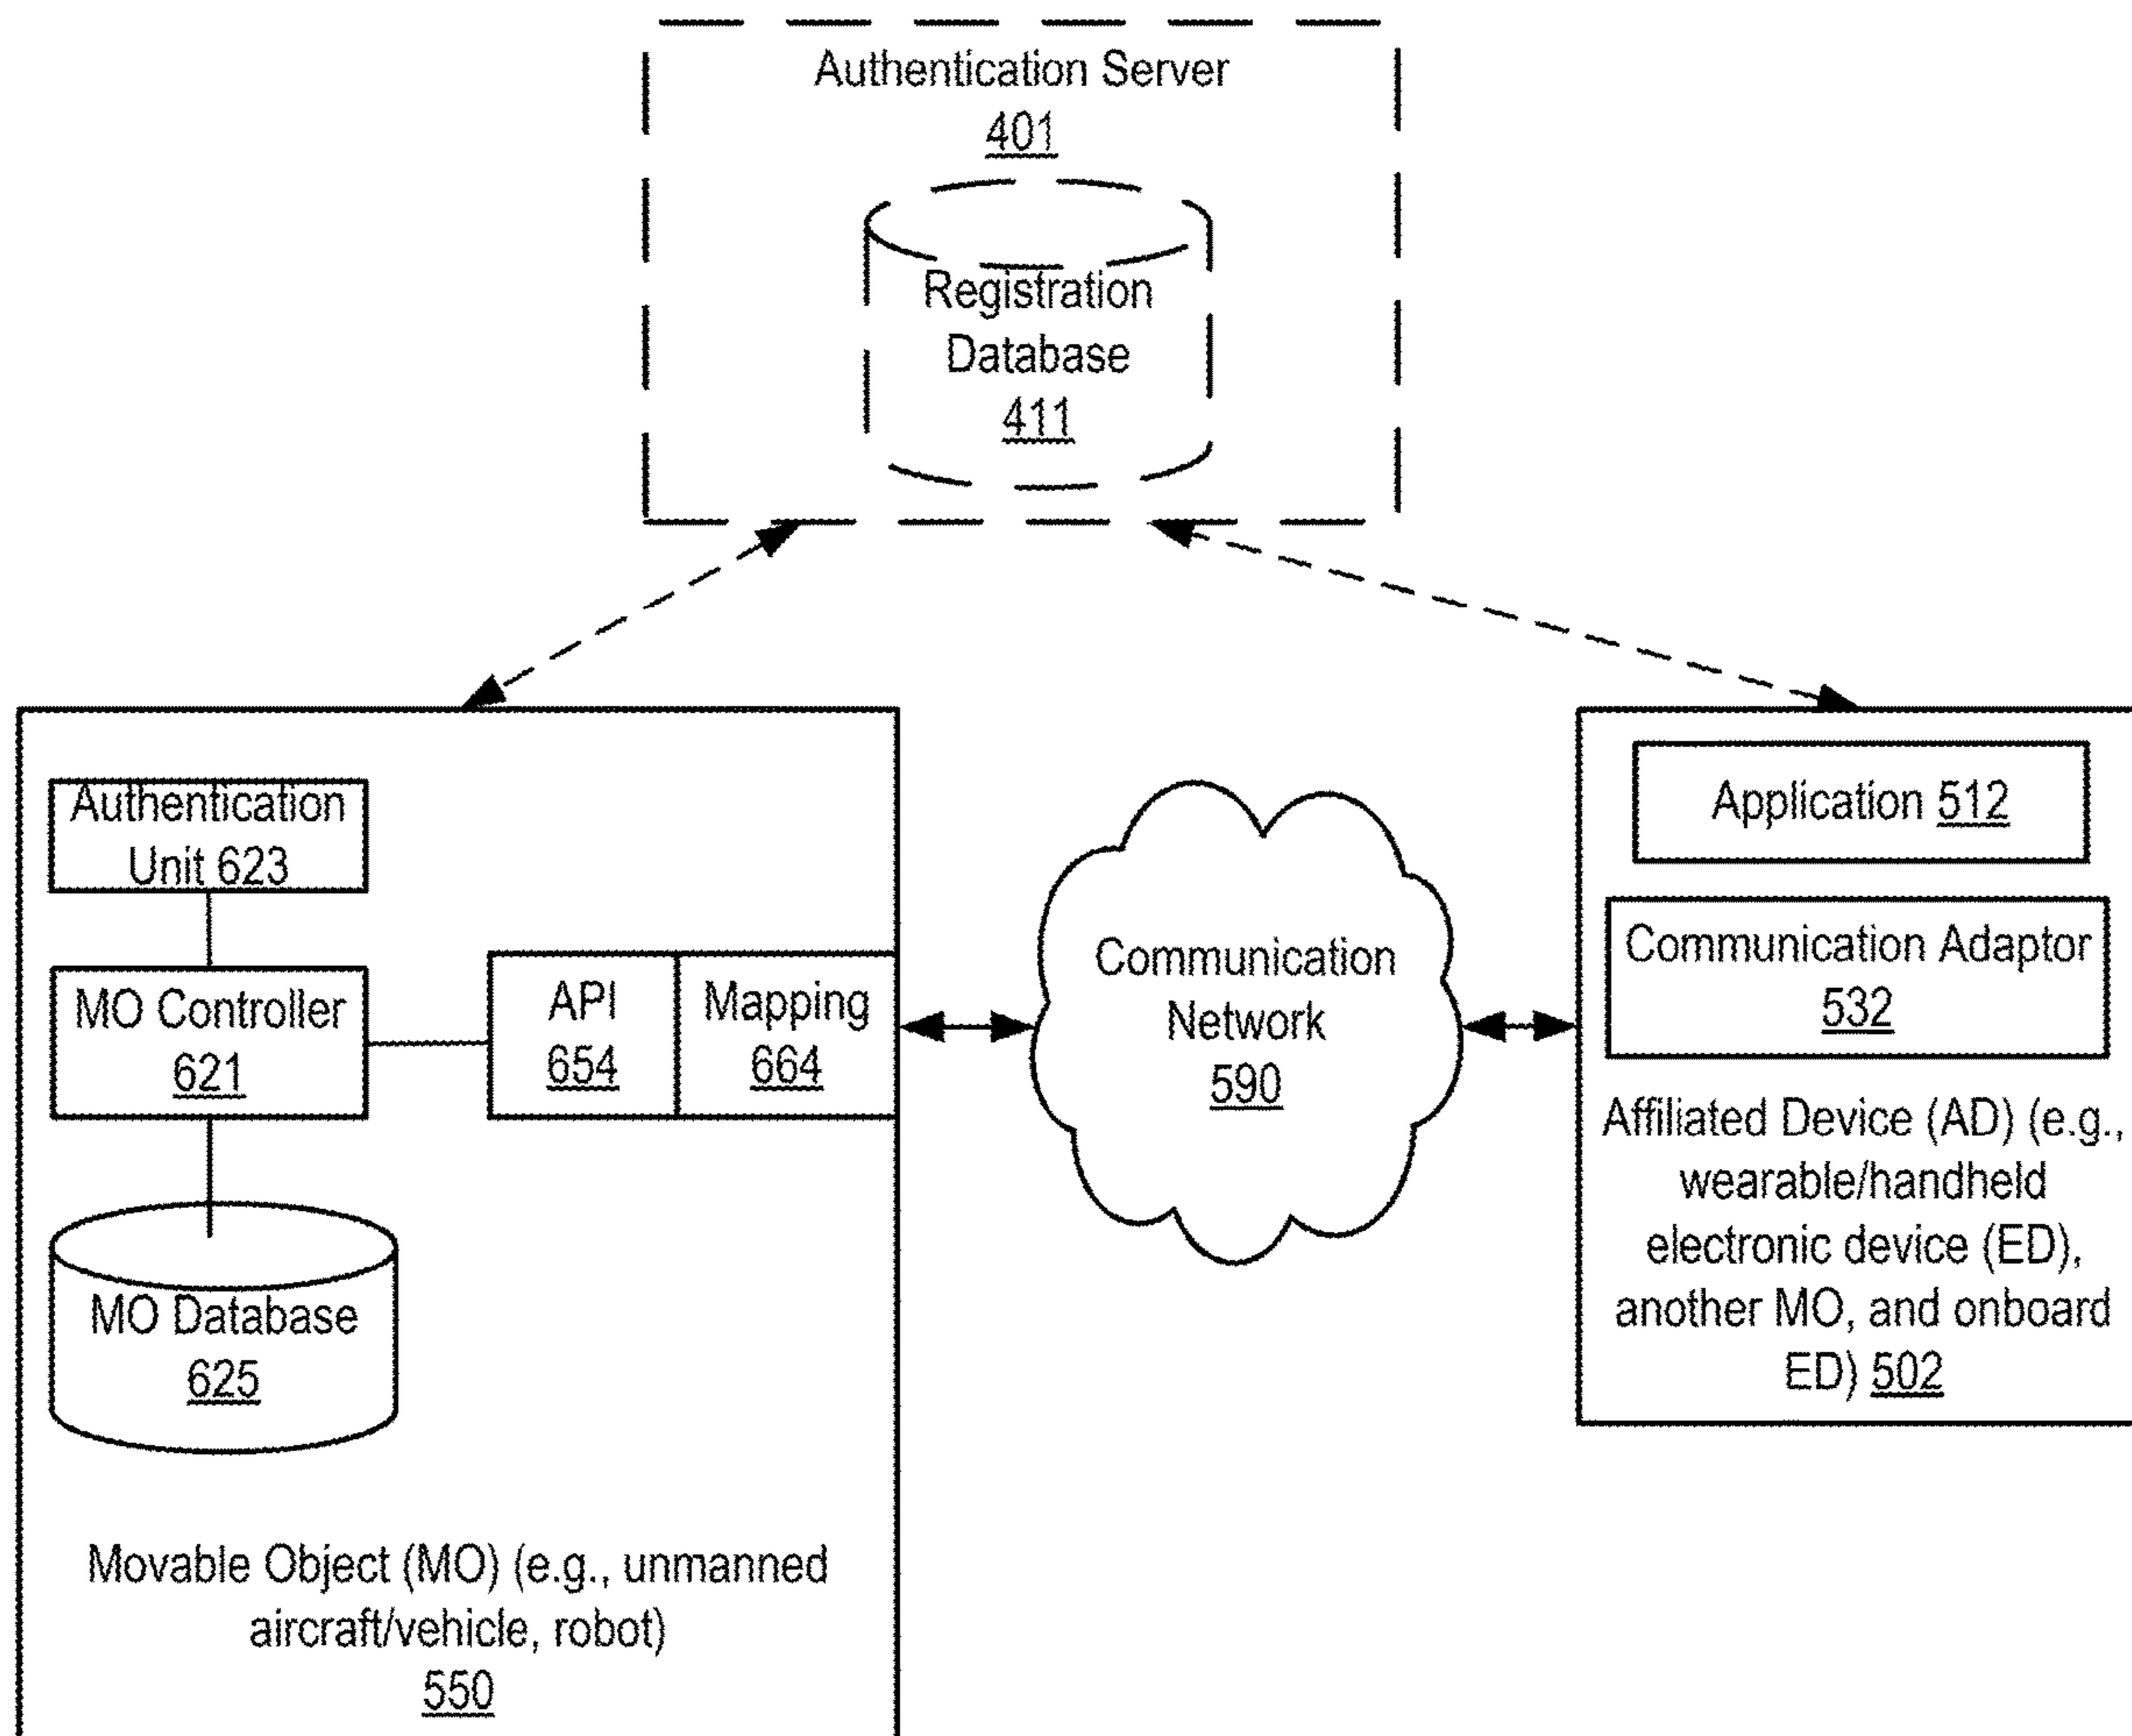 Authentication Server
401
Registration
Database
411
Authentication
Unit 623
MO Controller
621
API
654
Mapping
664
MO Database
625
Movable Object (MO) (e.g., unmanned
aircraft/vehicle, robot)
550
Communication
Network
590
Application 512
Communication Adaptor
532
Affiliated Device (AD) (e.g.,
wearable/handheld
electronic device (ED),
another MO, and onboard
ED) 502